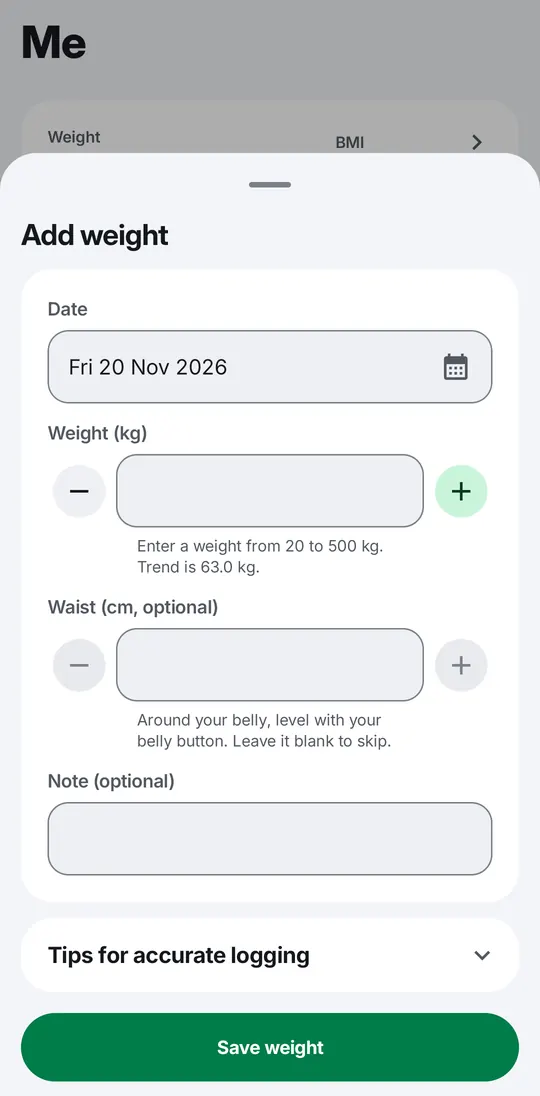 Me
Weight
BMI
Add weight
Date
Fri 20 Nov 2026
Weight (kg)
Enter a weight from 20 to 500 kg.
Trend is 63.0 kg.
Waist (cm, optional)
Around your belly, level with your
belly button. Leave it blank to skip.
Note (optional)
Tips for accurate logging
Save weight